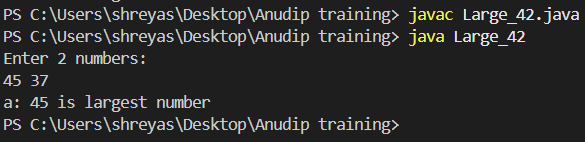 PS C:\Users\shreyas\Desktop\Anudip training> javac Large_42.java
PS C:\Users\shreyas\Desktop\Anudip training> java Large_42
Enter 2 numbers:
45 37
a: 45 is largest number
PS C:\Users\shreyas\Desktop\Anudip training>